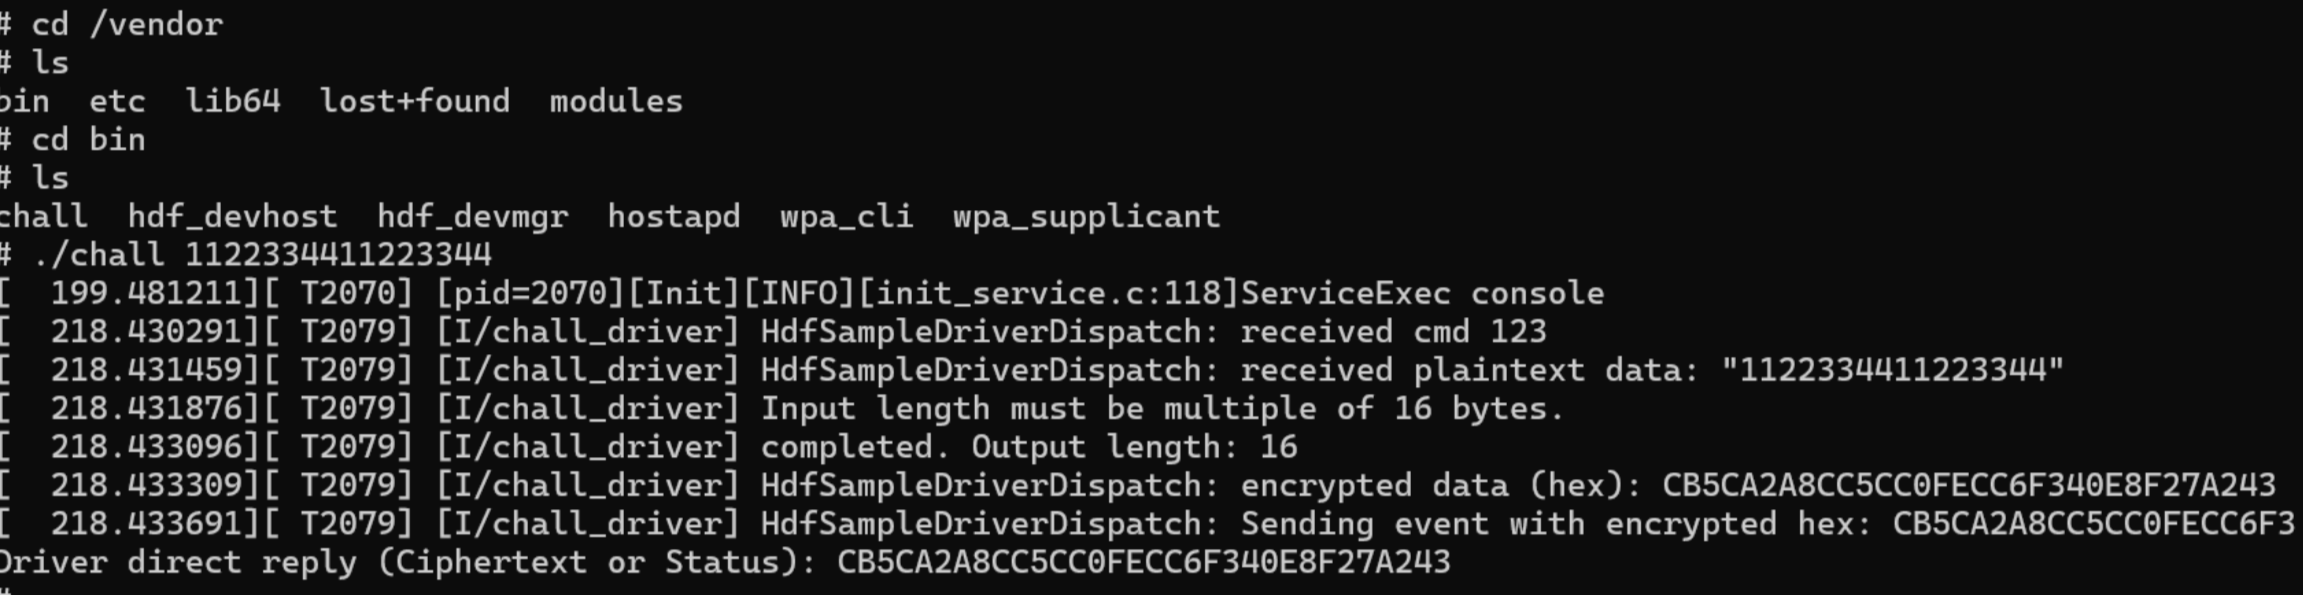 # cd /vendor
# ls
bin  etc  lib64  lost+found  modules
# cd bin
# ls
chall  hdf_devhost  hdf_devmgr  hostapd  wpa_cli  wpa_supplicant
# ./chall 1122334411223344
[  199.481211][ T2070] [pid=2070][Init][INFO][init_service.c:118]ServiceExec console
[  218.430291][ T2079] [I/chall_driver] HdfSampleDriverDispatch: received cmd 123
[  218.431459][ T2079] [I/chall_driver] HdfSampleDriverDispatch: received plaintext data: "1122334411223344"
[  218.431876][ T2079] [I/chall_driver] Input length must be multiple of 16 bytes.
[  218.433096][ T2079] [I/chall_driver] completed. Output length: 16
[  218.433309][ T2079] [I/chall_driver] HdfSampleDriverDispatch: encrypted data (hex): CB5CA2A8CC5CC0FECC6F340E8F27A243
[  218.433691][ T2079] [I/chall_driver] HdfSampleDriverDispatch: Sending event with encrypted hex: CB5CA2A8CC5CC0FECC6F3
Driver direct reply (Ciphertext or Status): CB5CA2A8CC5CC0FECC6F340E8F27A243
#